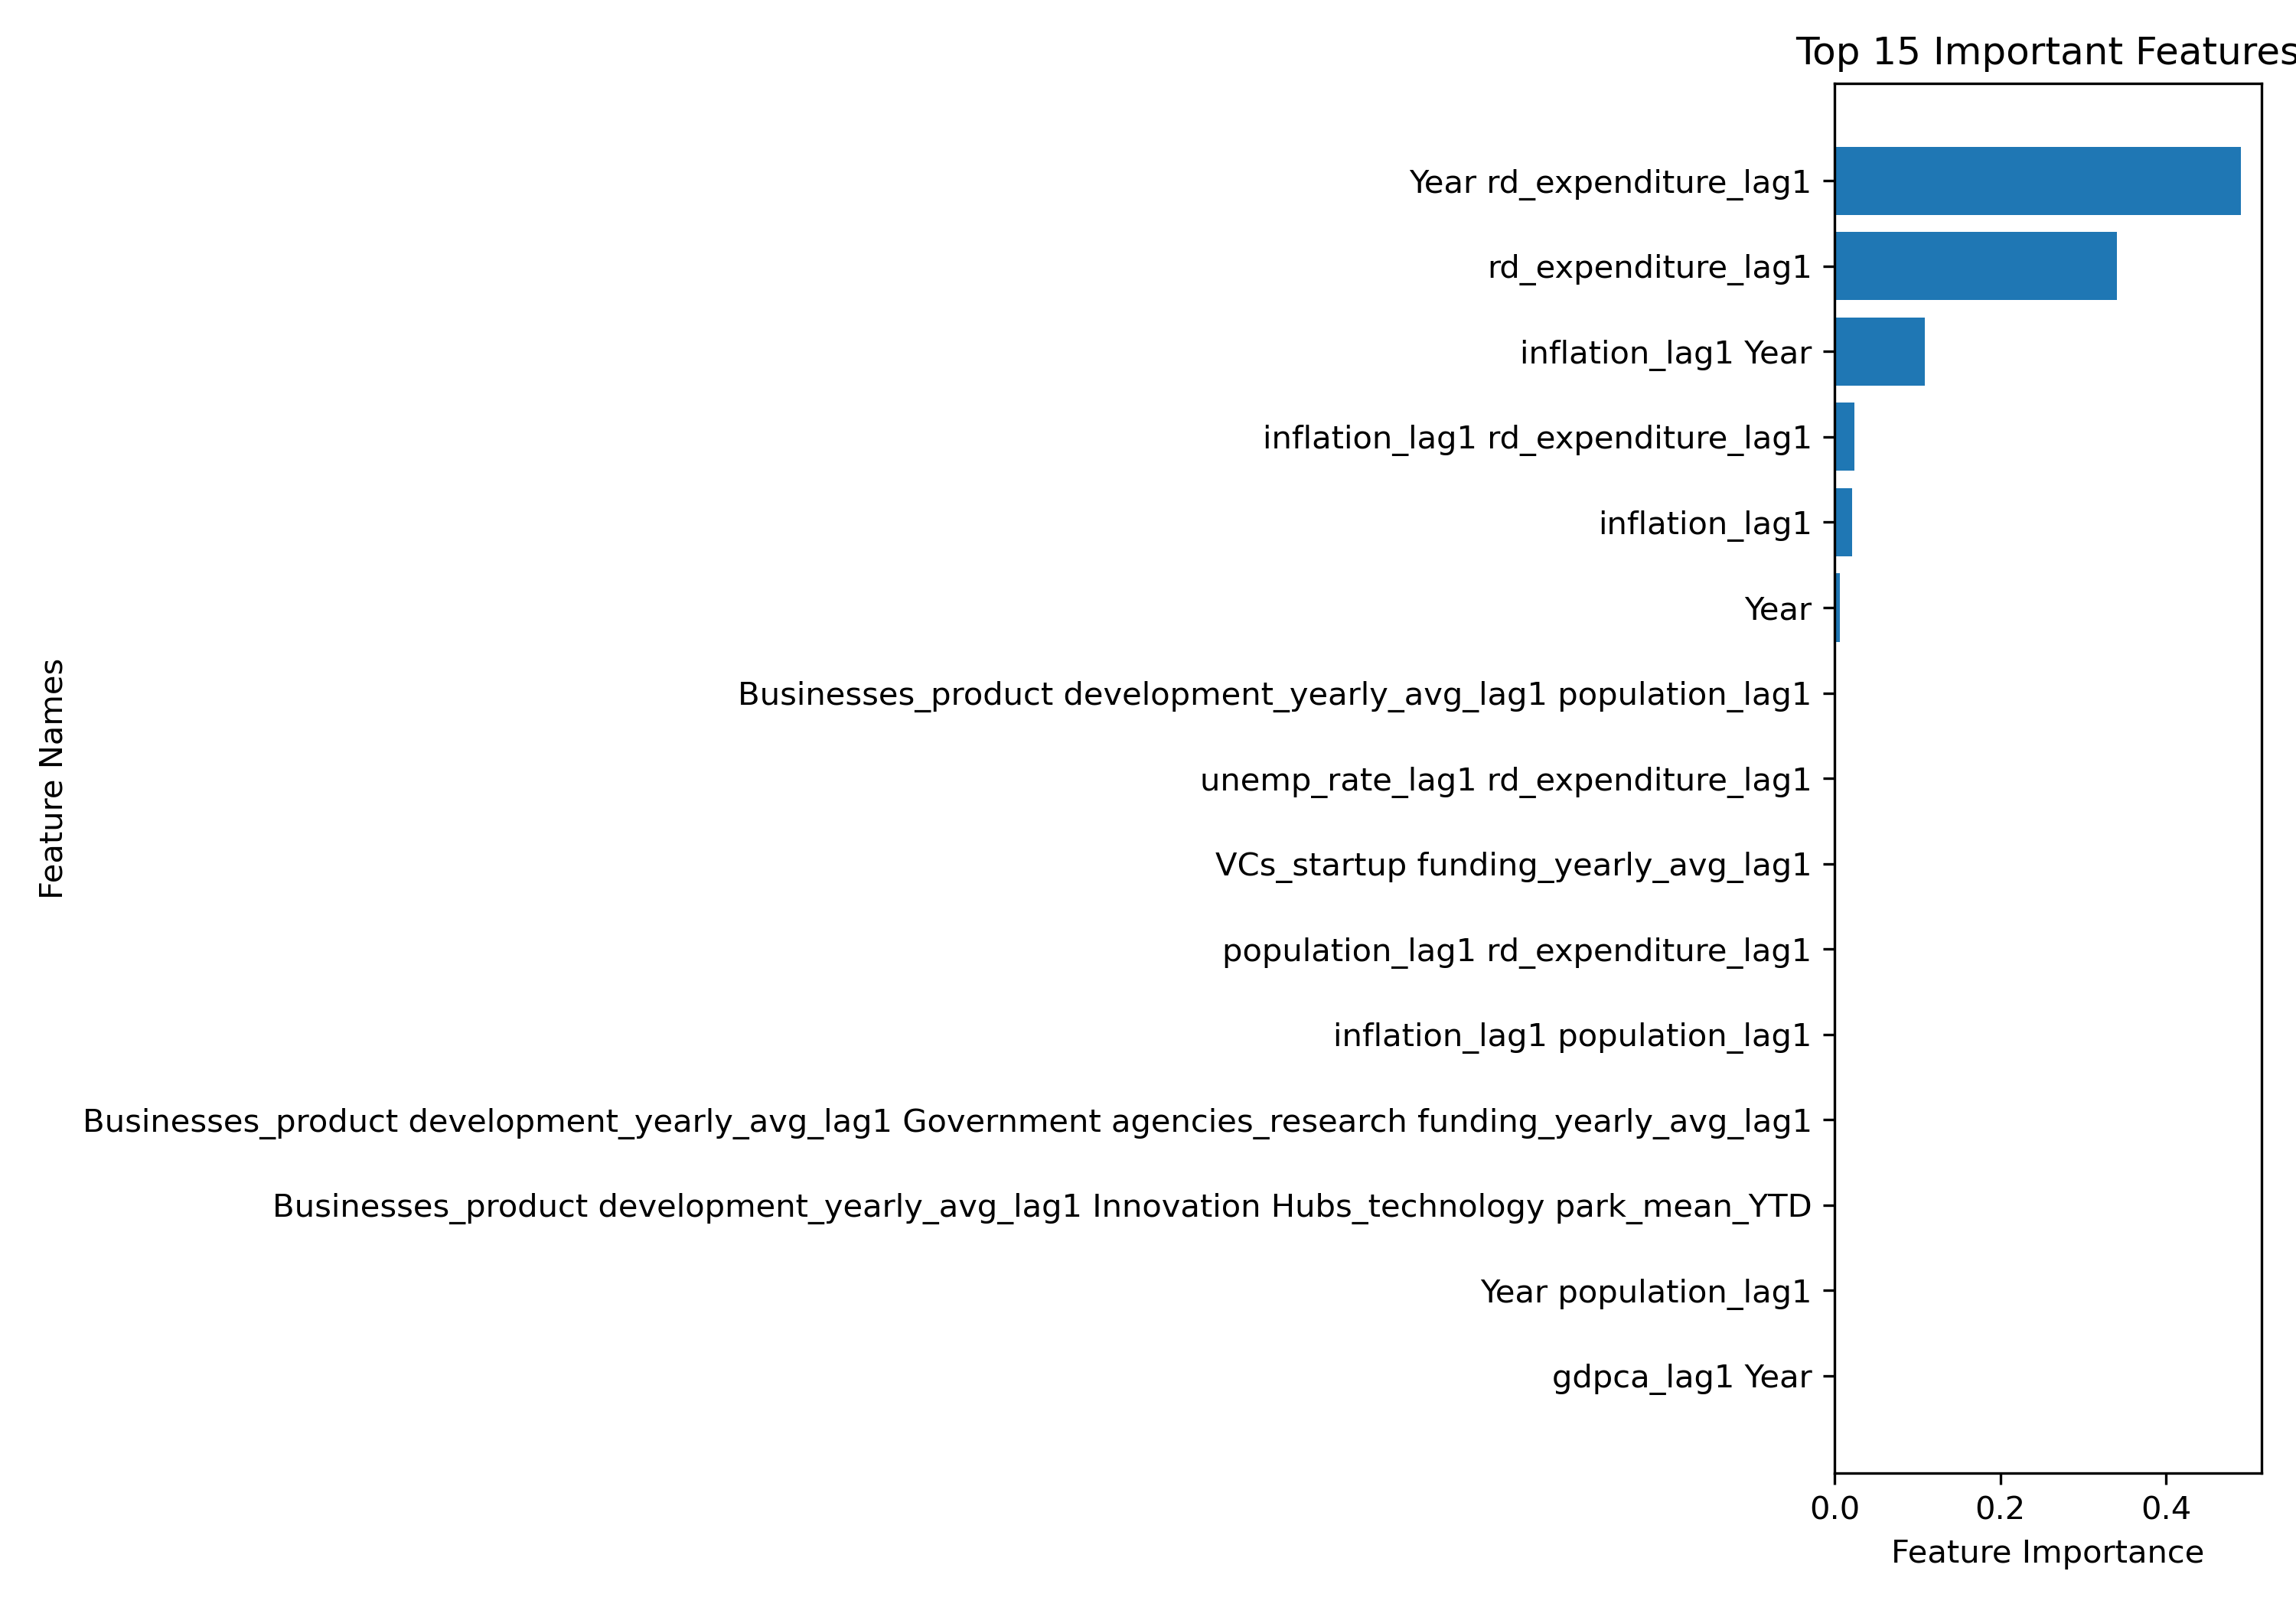 Top 15 Important Features
Year rd_expenditure_lag1
rd_expenditure_lag1
inflation_lag1 Year
inflation_lag1 rd_expenditure_lag1
inflation_lag1
Year
Businesses_product development_yearly_avg_lag1 population_lag1
unemp_rate_lag1 rd_expenditure_lag1
VCs_startup funding_yearly_avg_lag1
population_lag1 rd_expenditure_lag1
inflation_lag1 population_lag1
Businesses_product development_yearly_avg_lag1 Government agencies_research funding_yearly_avg_lag1
Businesses_product development_yearly_avg_lag1 Innovation Hubs_technology park_mean_YTD
Year population_lag1
gdpca_lag1 Year
Feature Names
0.0 0.2 0.4
Feature Importance